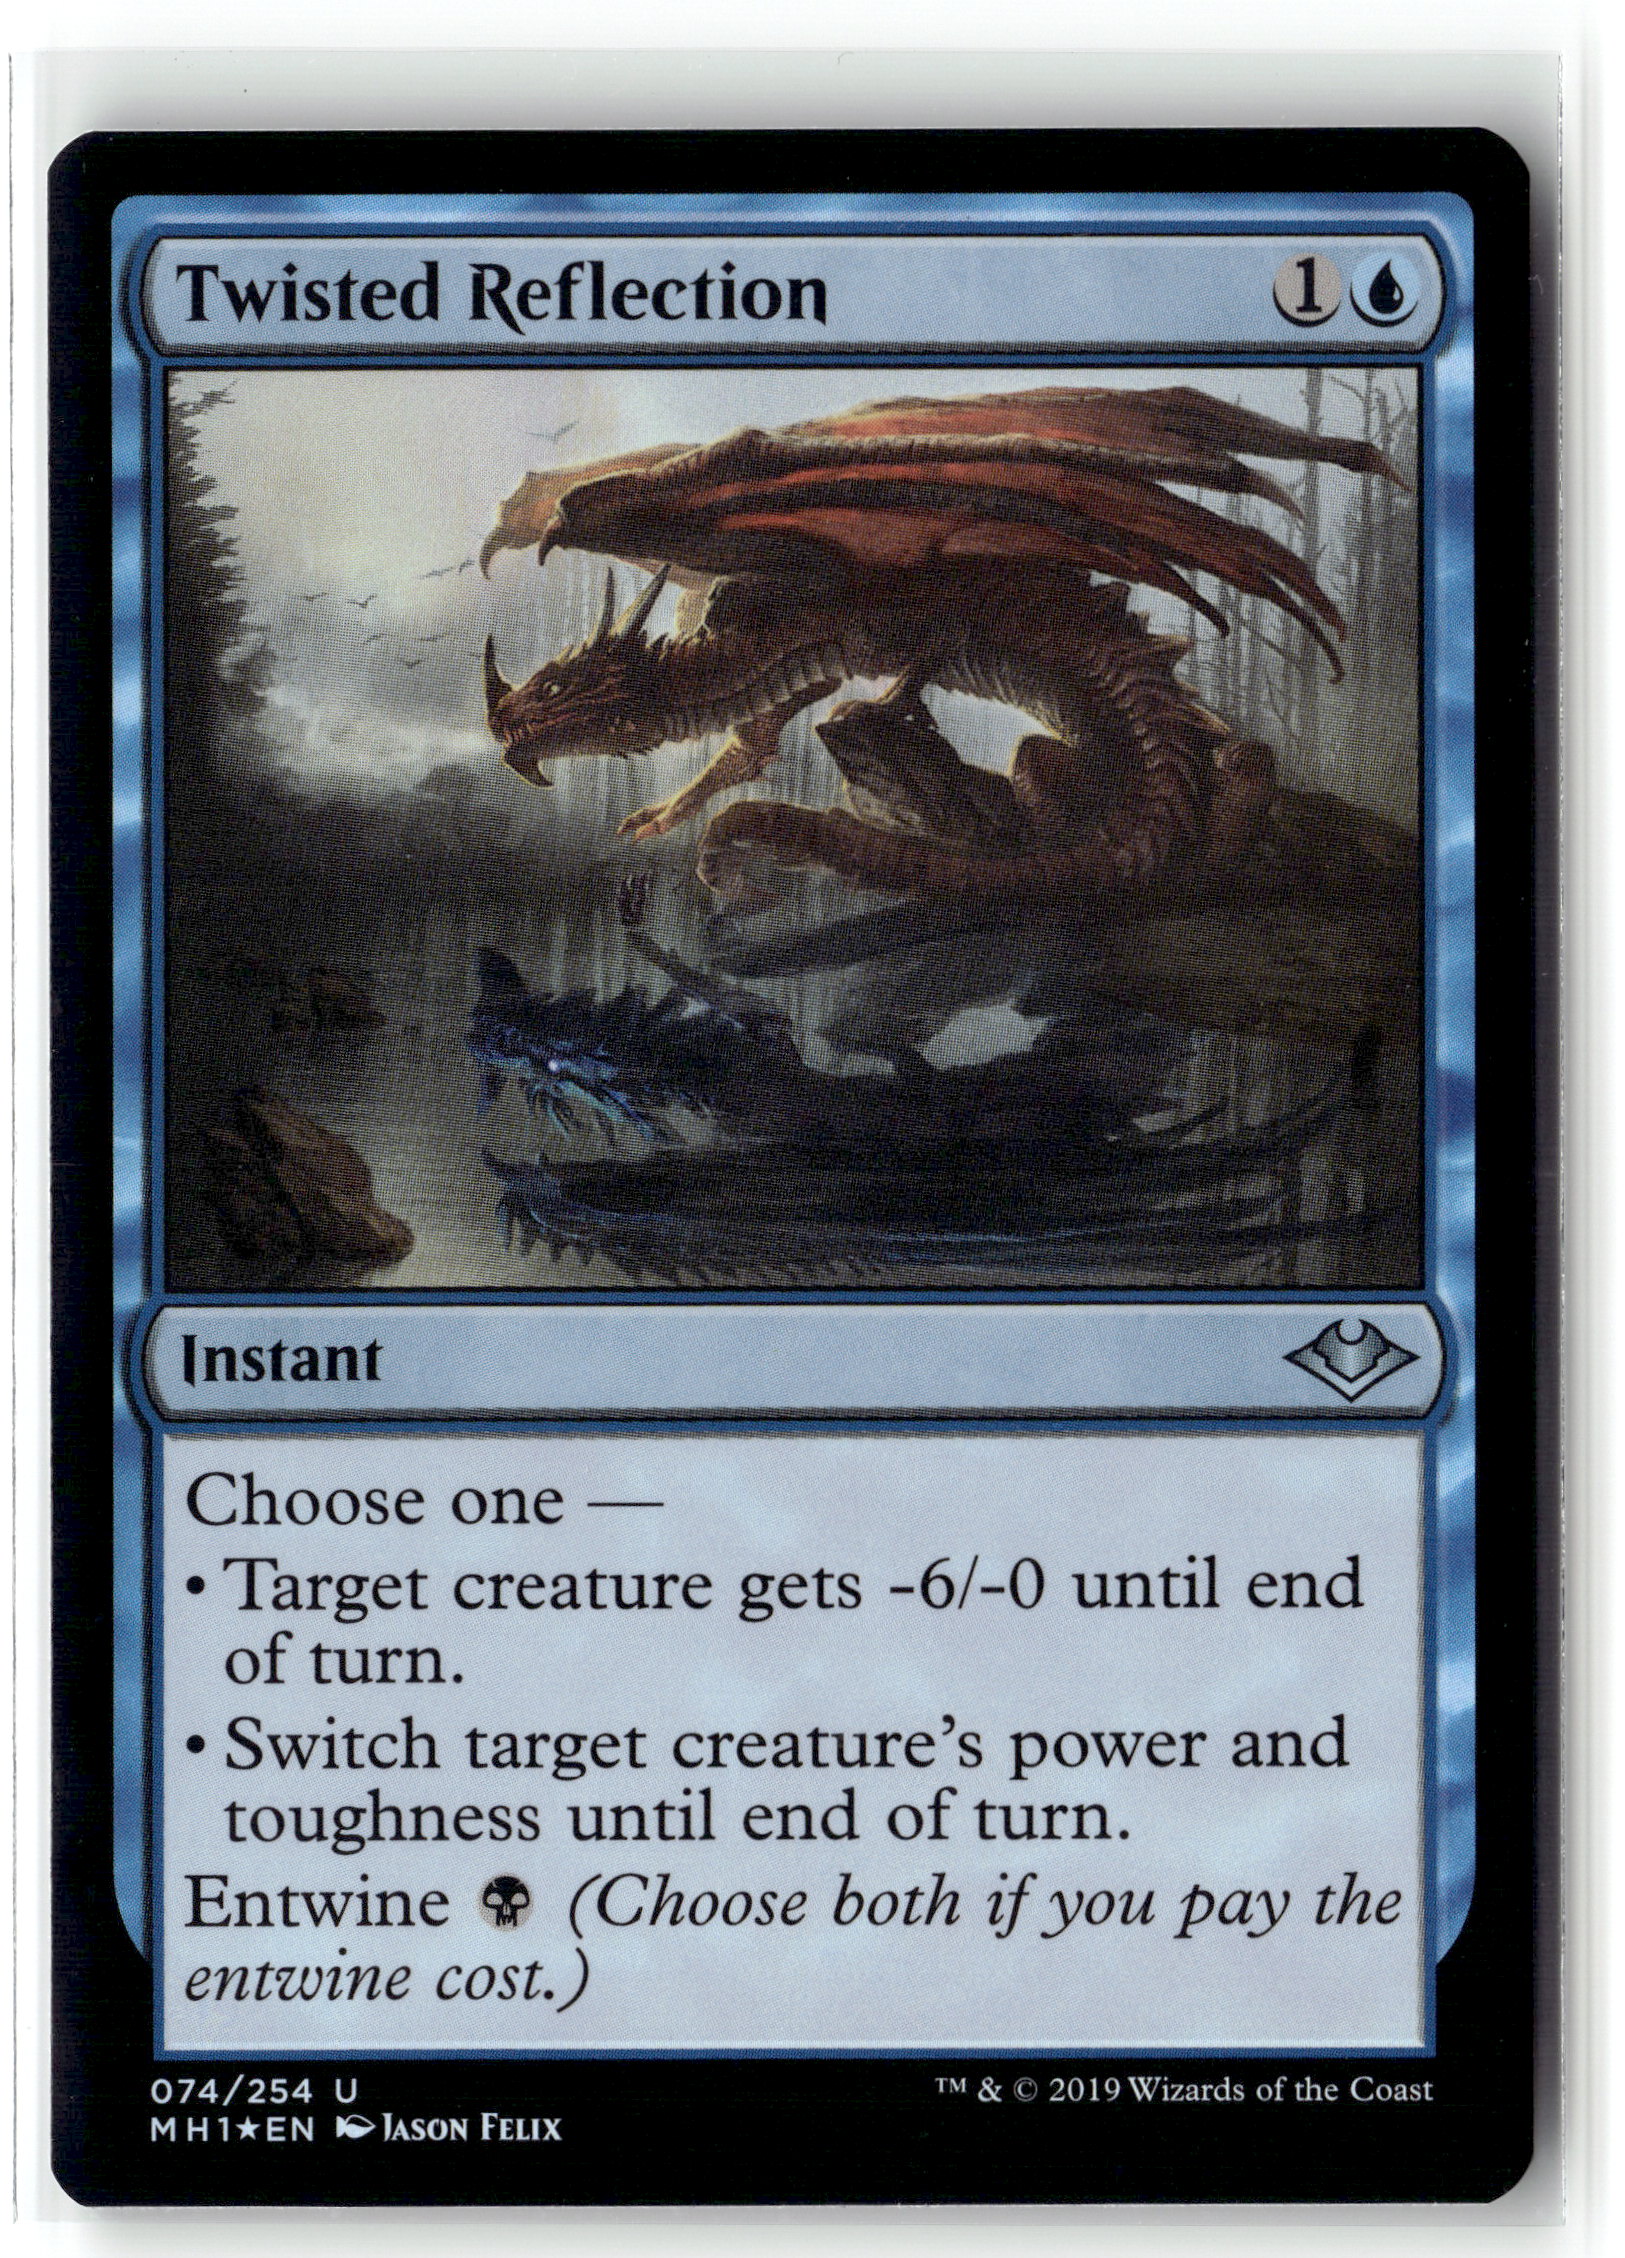 Twisted Reflection 1
Instant
Choose one —
• Target creature gets -6/-0 until end
of turn.
• Switch target creature's power and
toughness until end of turn.
Entwine (Choose both if you pay the
entwine cost.)
074/254 U
MH1★EN JASON FELIX
™ & © 2019 Wizards of the Coast